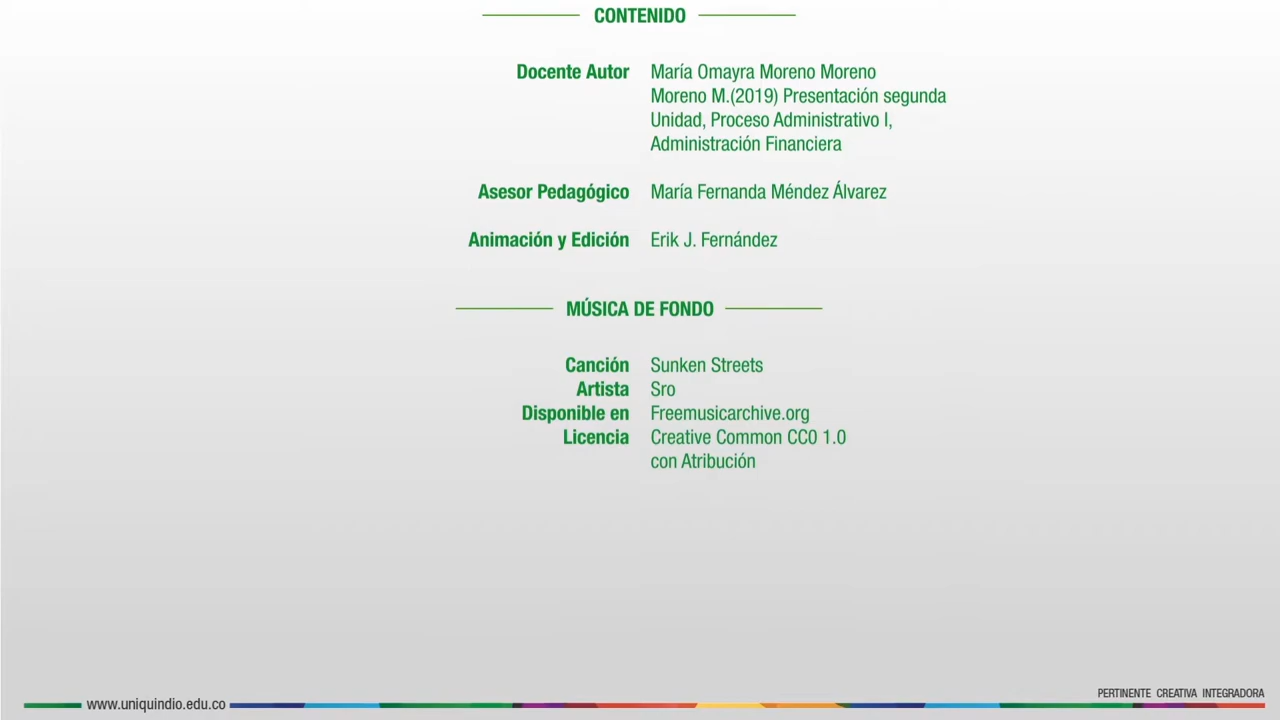 CONTENIDO
Docente Autor María Omayra Moreno Moreno
Moreno M.(2019) Presentación segunda
Unidad, Proceso Administrativo I,
Administración Financiera
Asesor Pedagógico María Fernanda Méndez Álvarez
Animación y Edición Erik J. Fernández
MÚSICA DE FONDO
Canción Sunken Streets
Artista Sro
Disponible en Freemusicarchive.org
Licencia Creative Common CC0 1.0
con Atribución
PERTINENTE CREATIVA INTEGRADORA
www.uniquindio.edu.co